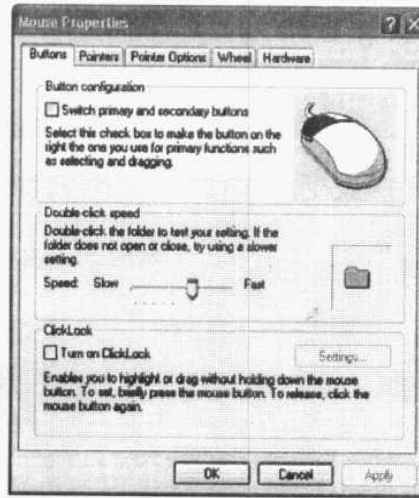 Mouse Properties
Buttons Pointers Pointer Options Wheel Hardware
Button configuration
Switch primary and secondary buttons
Select this check box to make the button on the
right the one you use for primary functions such
as selecting and dragging.
Double-click speed
Double-click the folder to test your setting. If the
folder does not open or close, try using a slower
setting.
Speed: Slow Fast
ClickLock
Turn on ClickLock Settings...
Enables you to highlight or drag without holding down the mouse
button. To set, briefly press the mouse button. To release, click the
mouse button again.
OK Cancel Apply